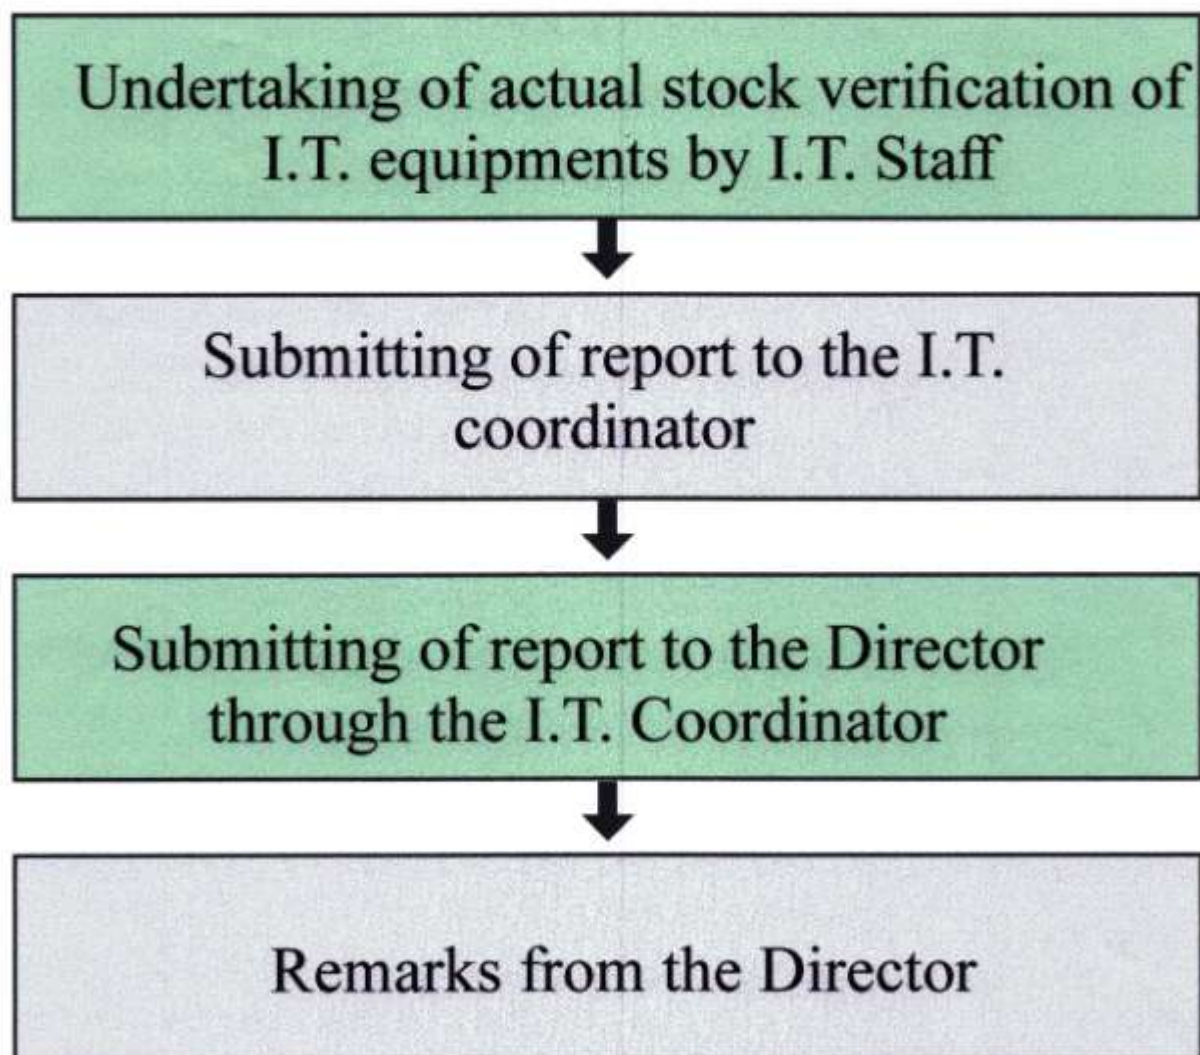 Undertaking of actual stock verification of
I.T. equipments by I.T. Staff
Submitting of report to the I.T.
coordinator
Submitting of report to the Director
through the I.T. Coordinator
Remarks from the Director